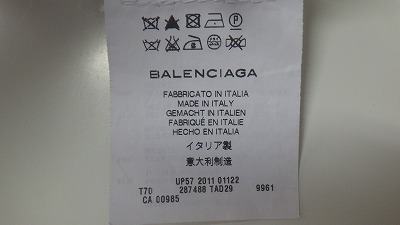 BALENCIAGA
FABBRICATO IN ITALIA
MADE IN ITALY
GEMACHT IN ITALIEN
FABRIQUÉ EN ITALIE
HECHO EN ITALIA
イタリア製
意大利制造
UP57 2011 01122
T70 287488 TAD29 9961
CA 00985